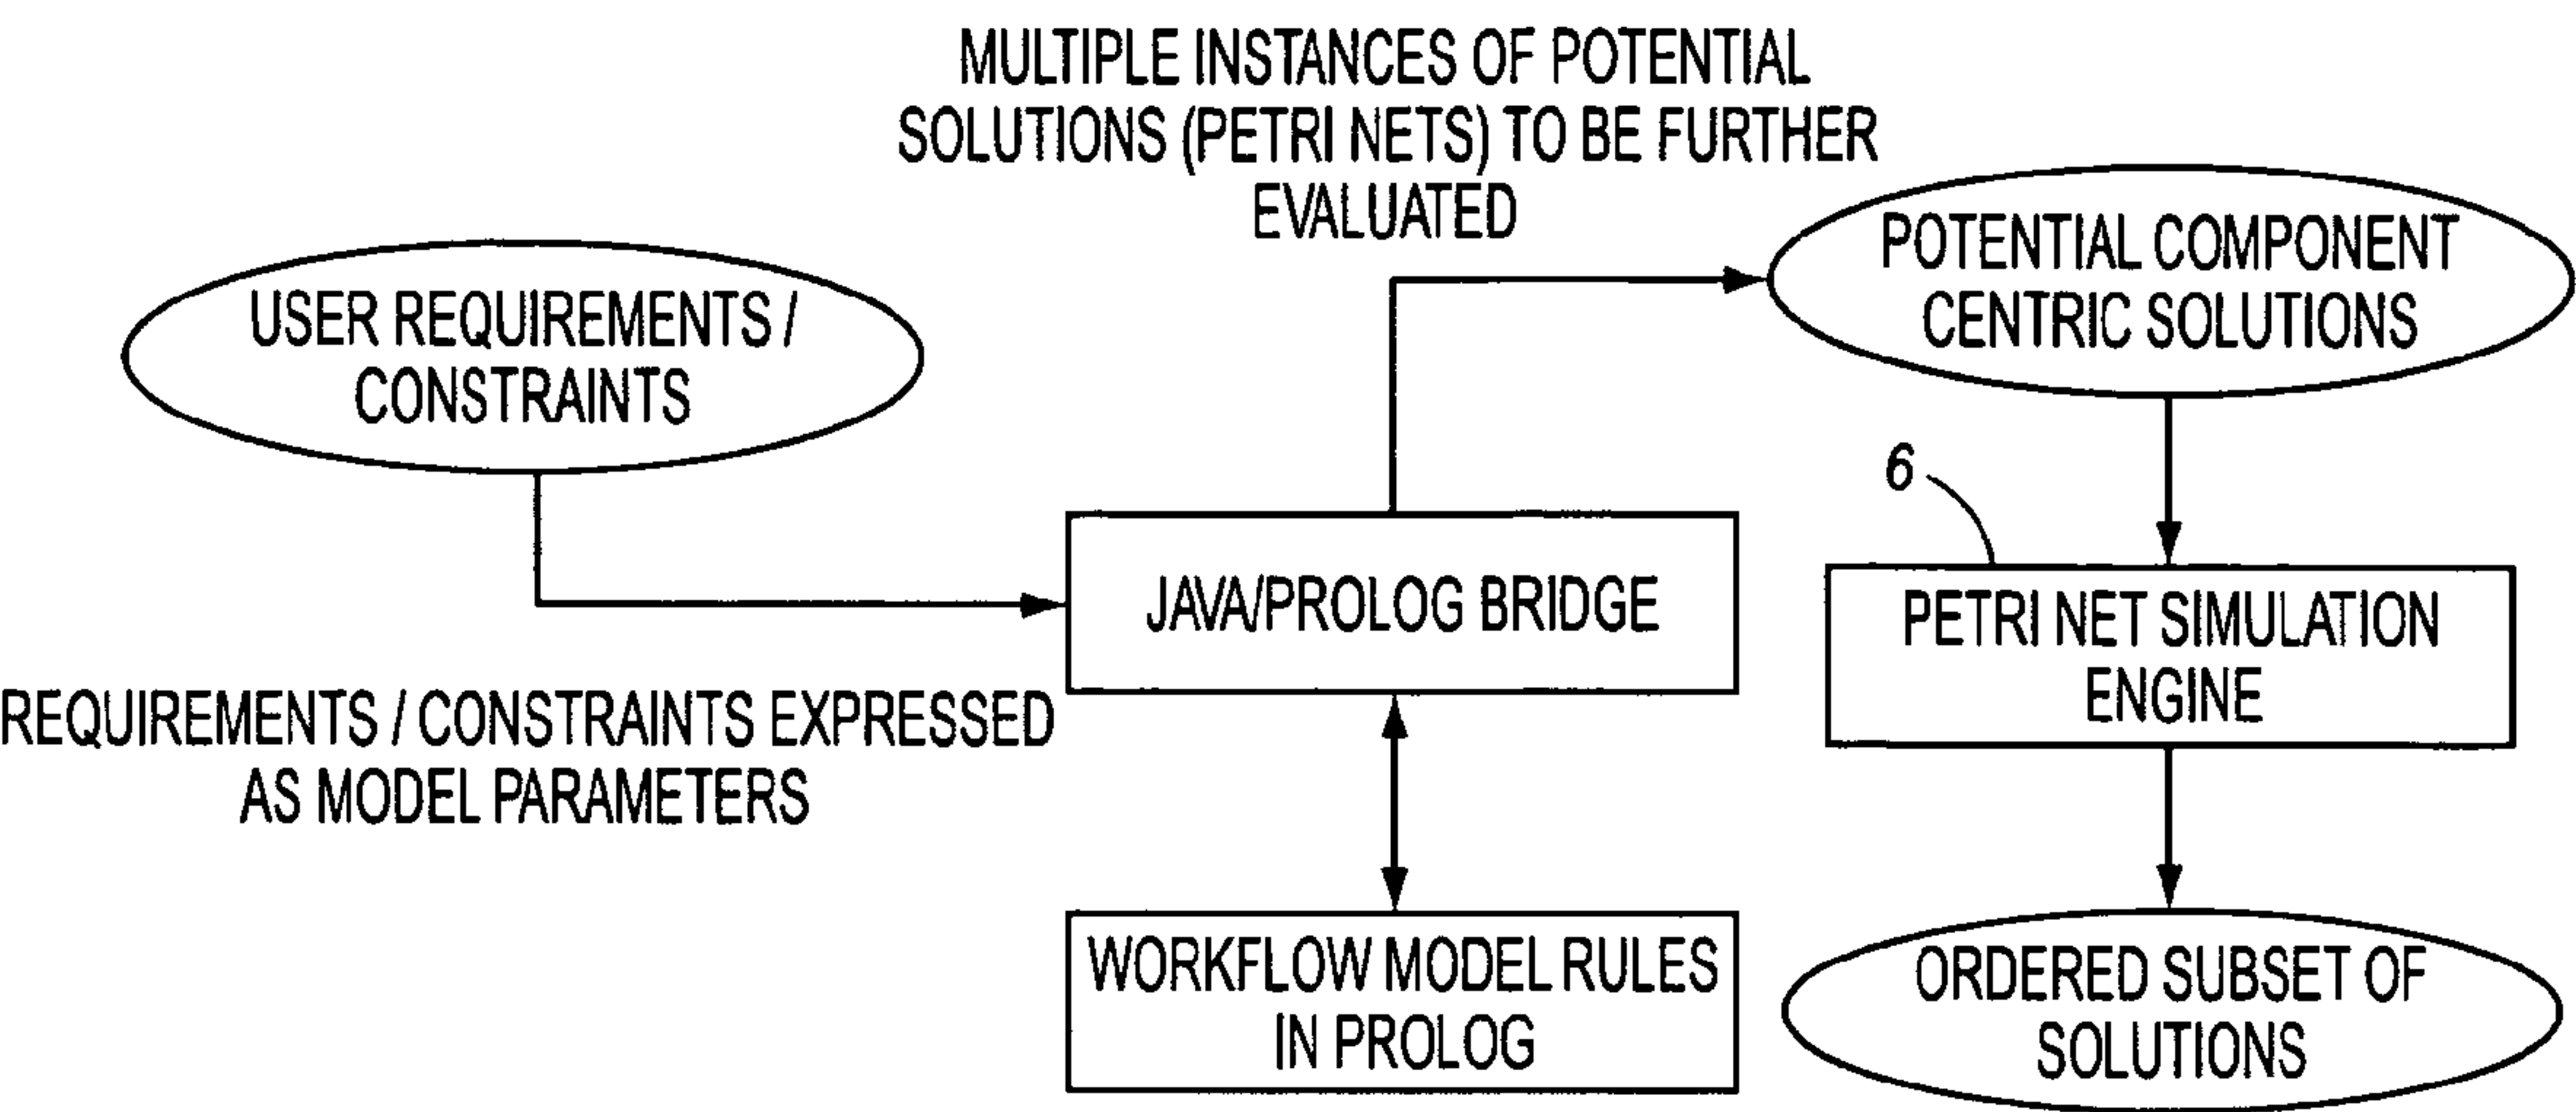 MULTIPLE INSTANCES OF POTENTIAL
SOLUTIONS (PETRI NETS) TO BE FURTHER
EVALUATED
POTENTIAL COMPONENT
CENTRIC SOLUTIONS
USER REQUIREMENTS /
CONSTRAINTS
6
JAVA/PROLOG BRIDGE
PETRI NET SIMULATION
ENGINE
REQUIREMENTS / CONSTRAINTS EXPRESSED
AS MODEL PARAMETERS
WORKFLOW MODEL RULES
IN PROLOG
ORDERED SUBSET OF
SOLUTIONS